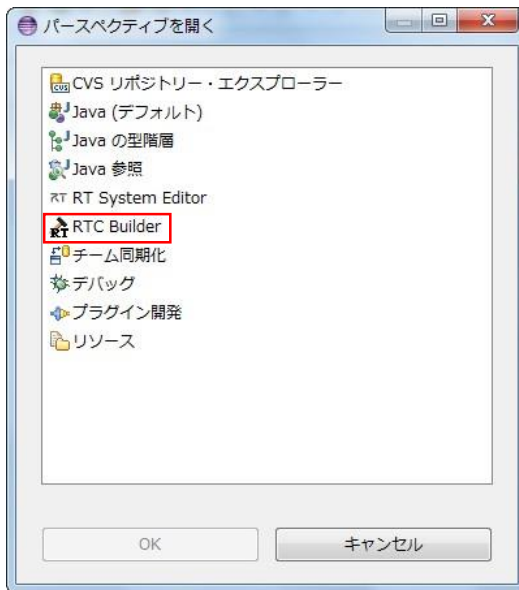 パースペクティブを開く
CVS リポジトリー・エクスプローラー
Java (デフォルト)
Java の型階層
Java 参照
RT RT System Editor
RT RTC Builder
チーム同期化
デバッグ
プラグイン開発
リソース
OK キャンセル